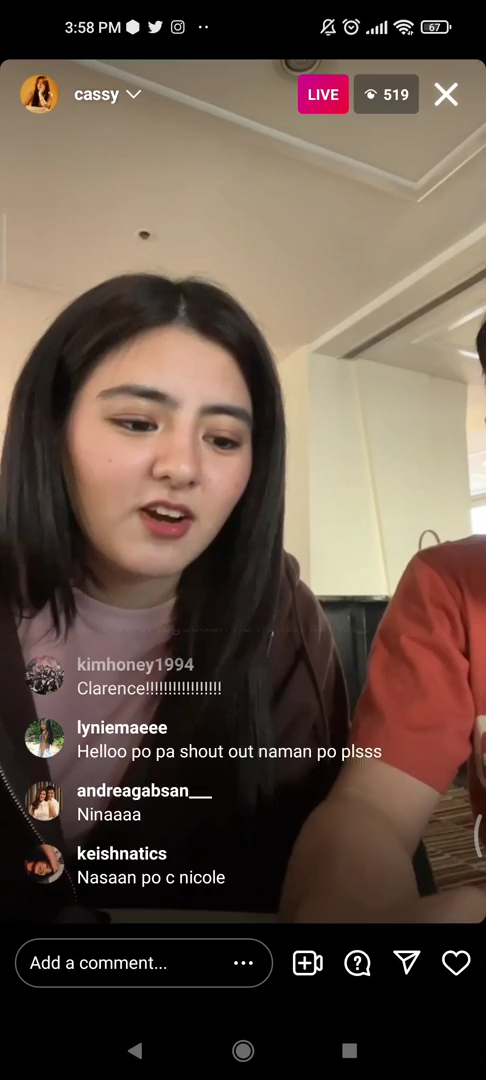 3:58 PM
67
cassy
LIVE
519
kimhoney1994
Clarence!!!!!!!!!!!!!!!!!
lyniemaeee
Helloo po pa shout out naman po plsss
andreagabsan___
Ninaaaa
keishnatics
Nasaan po c nicole
Add a comment...